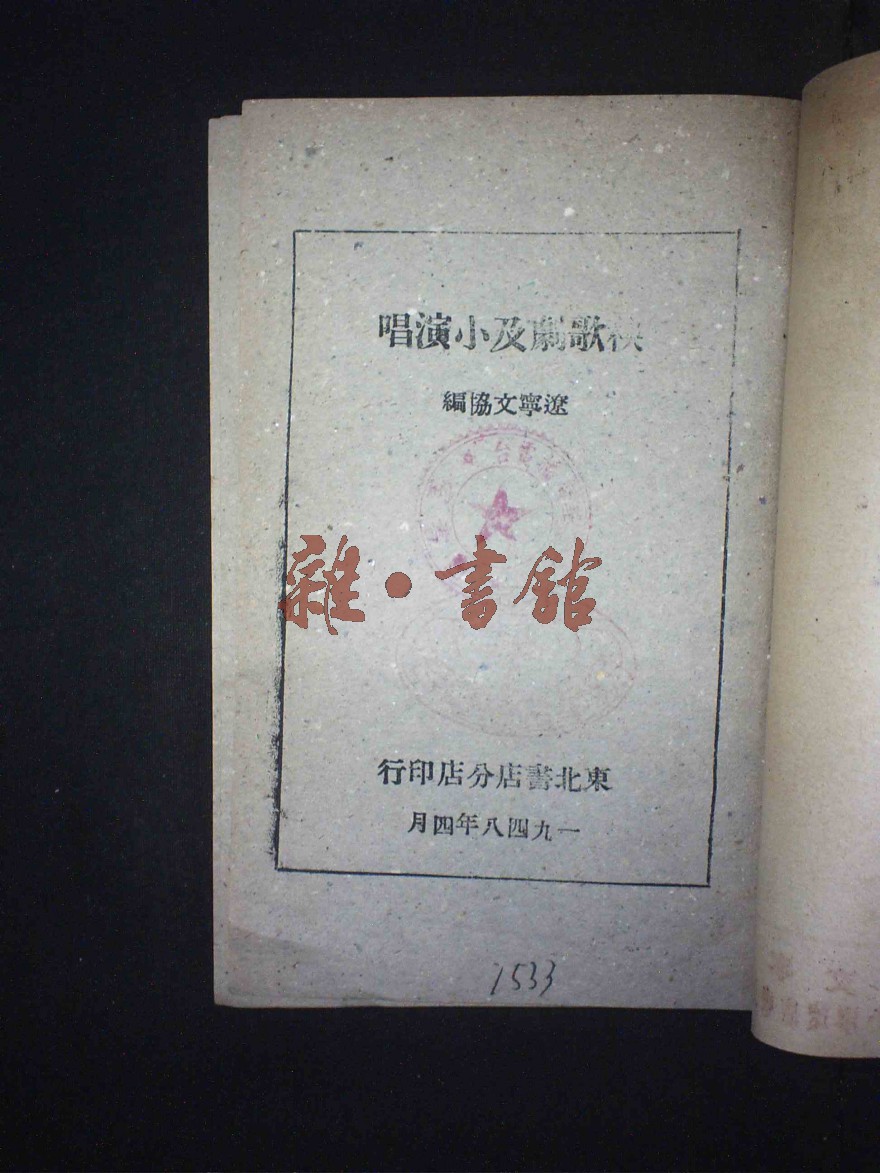 秧歌劇及小演唱
遼寧文協編
雜·書館
東北書店分店印行
一九四八年四月
1533